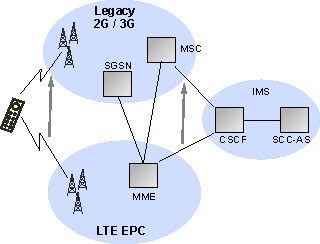 Legacy
2G / 3G
MSC
SGSN
IMS
CSCF
SCC-AS
MME
LTE EPC